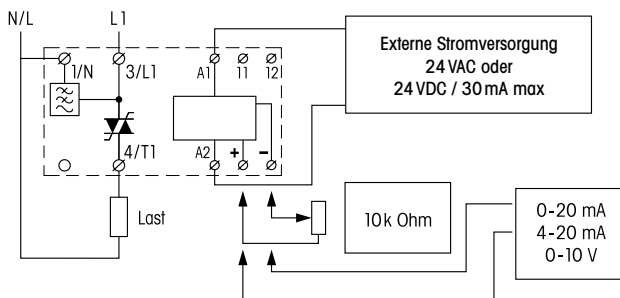 N/L
L1
1/N
3/L1
A1
11
12
4/T1
A2
+
−
Last
Externe Stromversorgung
24 VAC oder
24 VDC / 30 mA max
10k Ohm
0-20 mA
4-20 mA
0-10 V